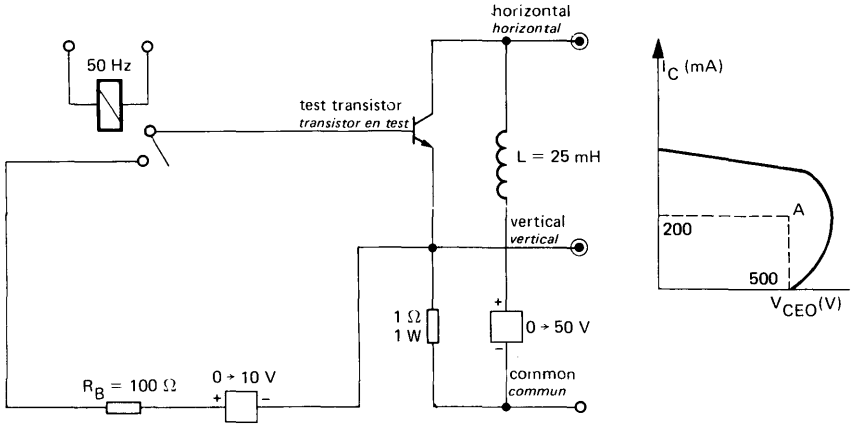 horizontal
horizontal
50 Hz
test transistor
transistor en test
L = 25 mH
vertical
vertical
1 Ω
1 W
+
0 → 50 V
−
common
commun
R_B = 100 Ω
0 → 10 V
+ −
I_C (mA)
A
200
500
V_CEO (V)